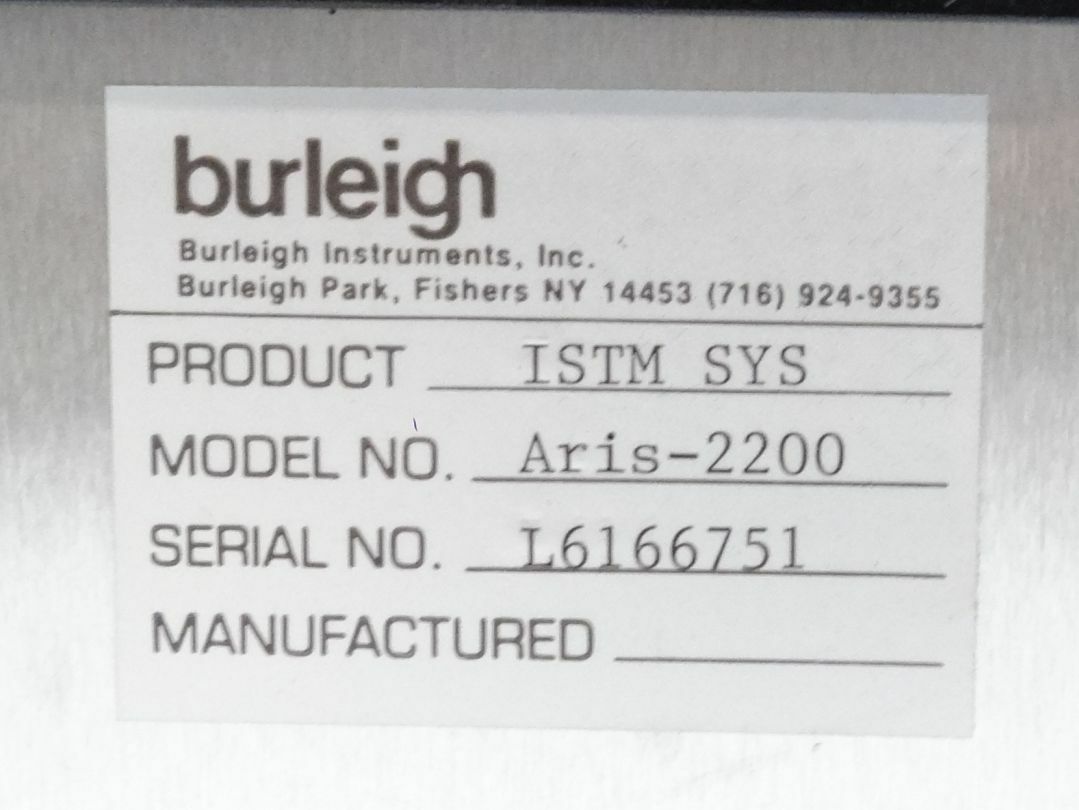 burleigh
Burleigh Instruments, Inc.
Burleigh Park, Fishers NY 14453 (716) 924-9355
PRODUCT ISTM SYS
MODEL NO. Aris-2200
SERIAL NO. L6166751
MANUFACTURED